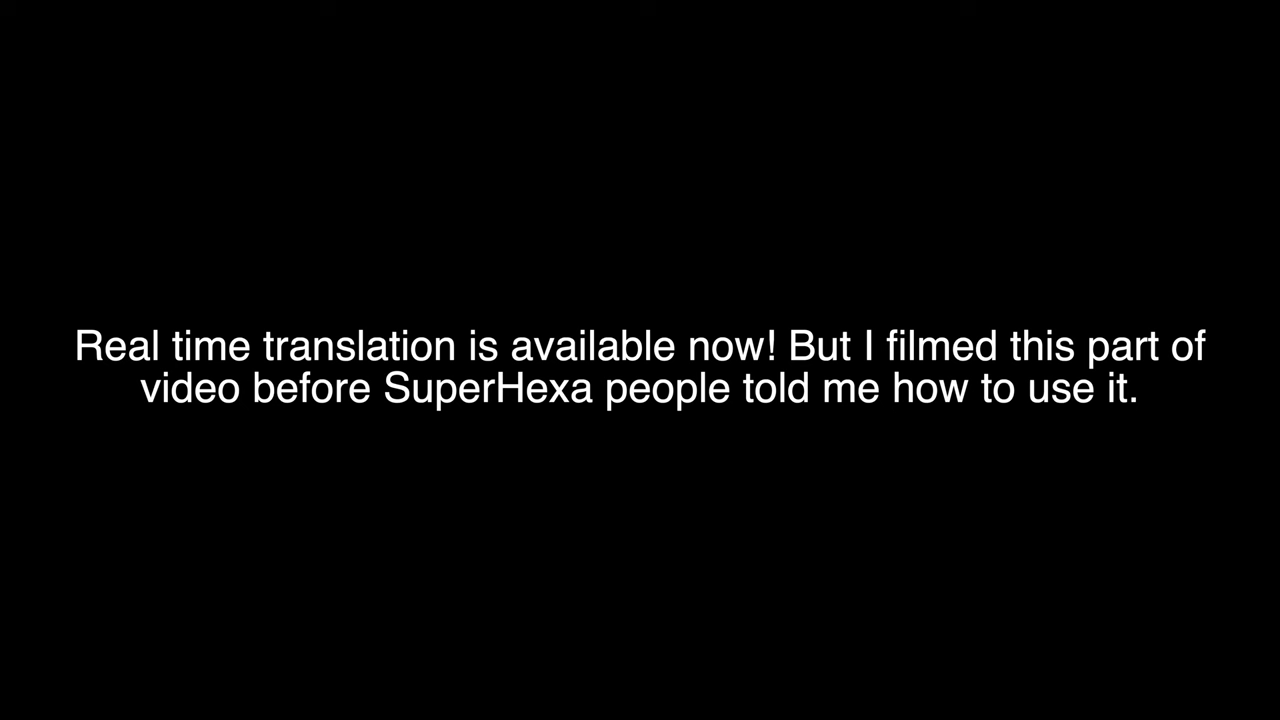 Real time translation is available now! But I filmed this part of
video before SuperHexa people told me how to use it.